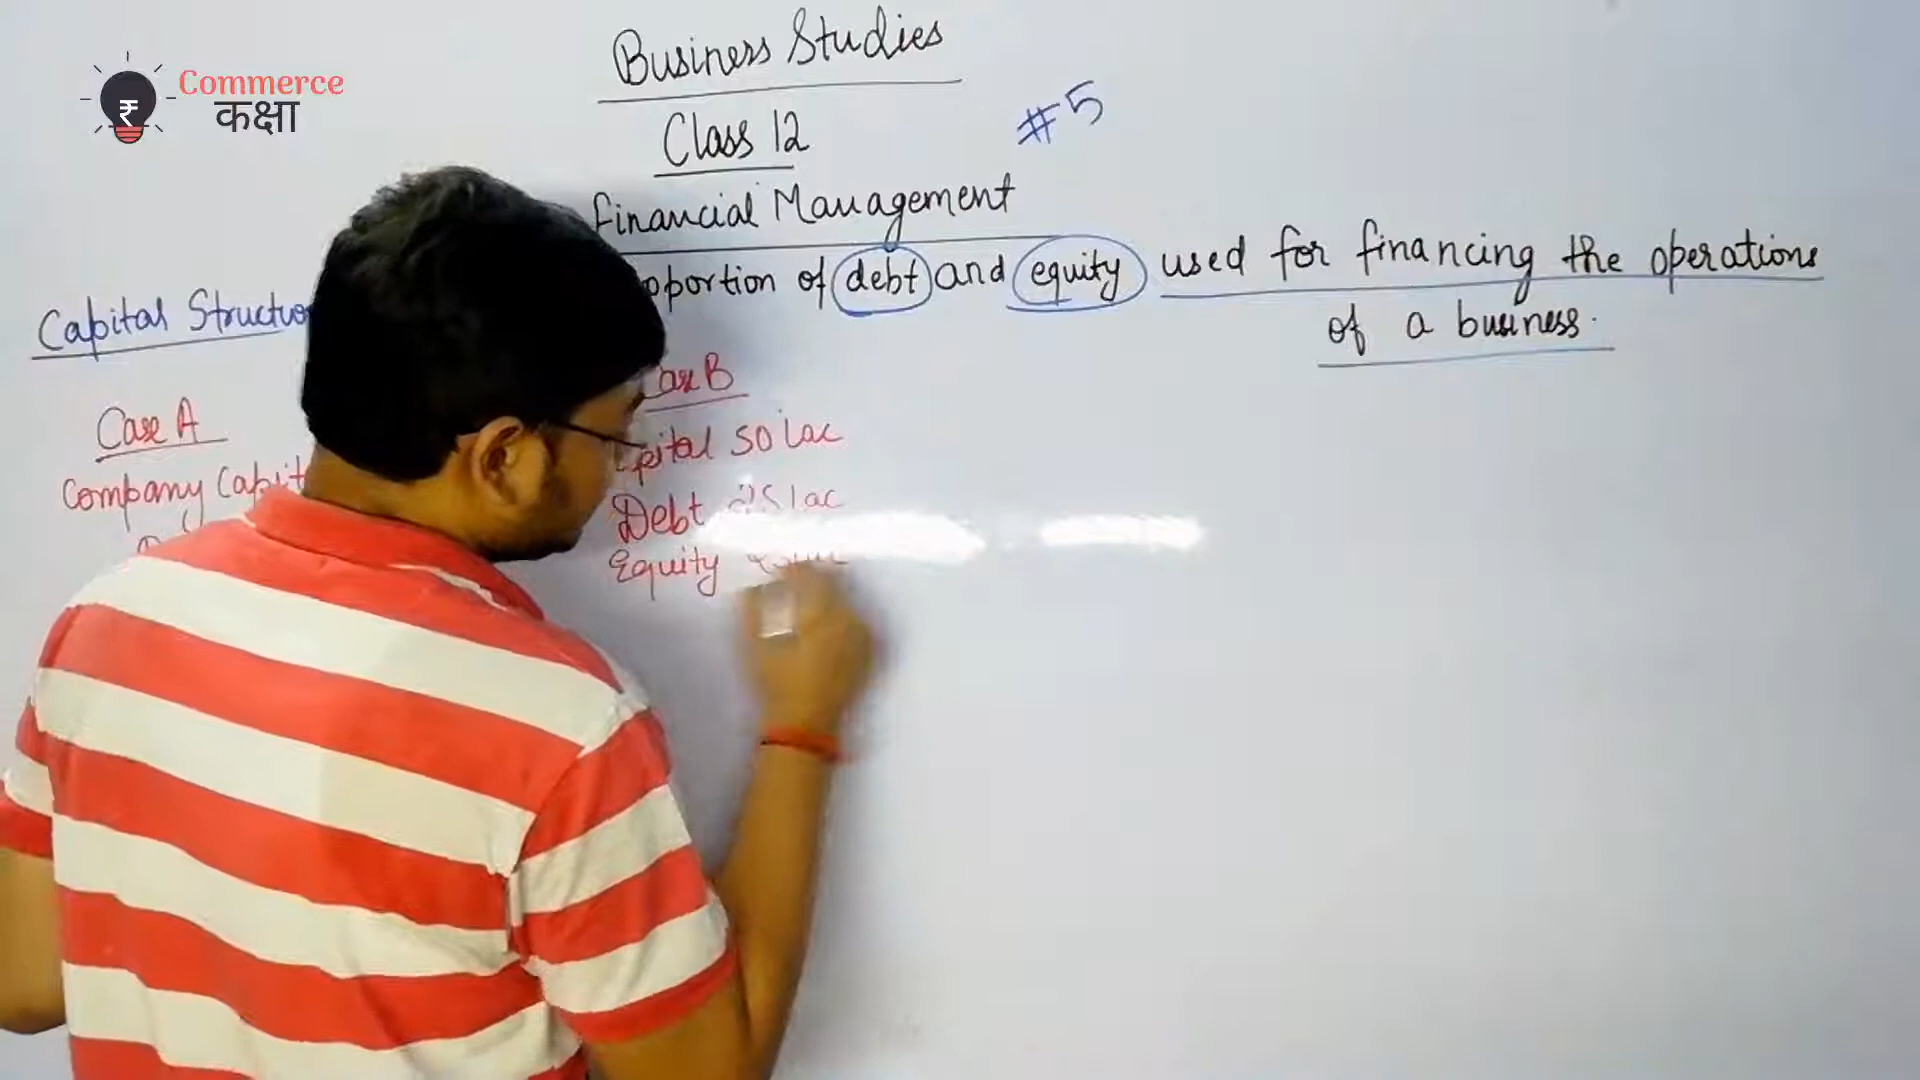 Commerce
कक्षा
Business Studies
Class 12
#5
Financial Management
Capital Structu
oportion of debt and equity used for financing the operations
of a business.
Case A
Company Capit
Case B
pital 50 lac
Debt 25 lac
Equity